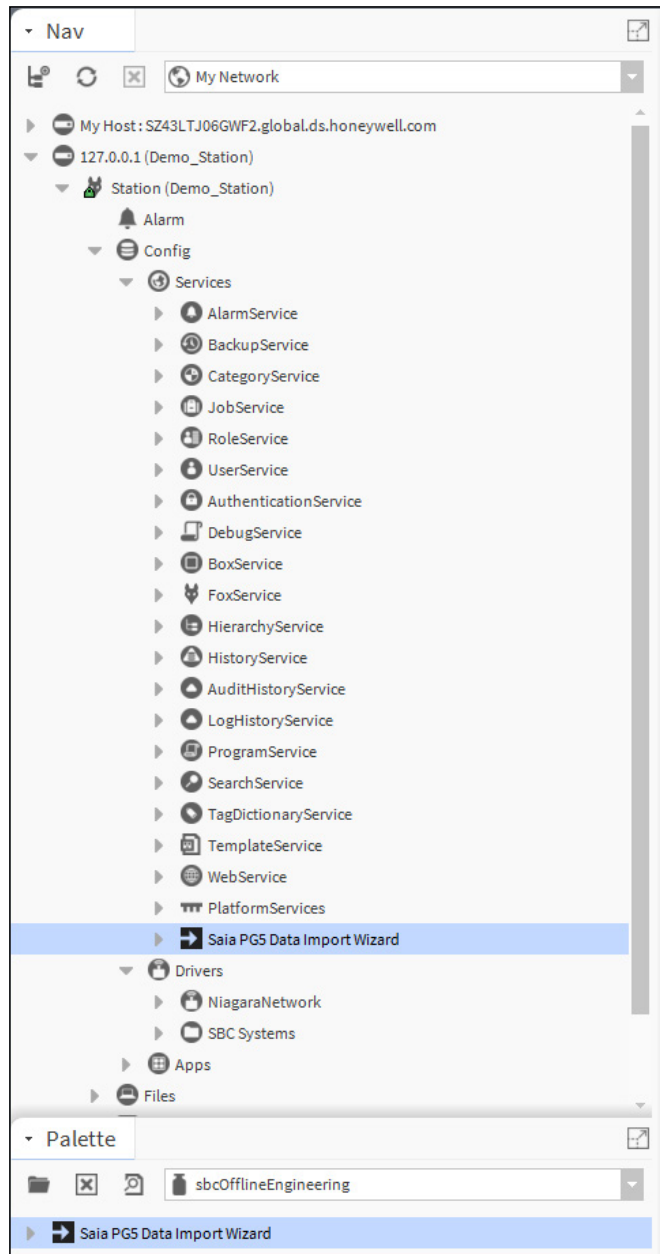 Nav
My Network
My Host : SZ43LTJ06GWF2.global.ds.honeywell.com
127.0.0.1 (Demo_Station)
Station (Demo_Station)
Alarm
Config
Services
AlarmService
BackupService
CategoryService
JobService
RoleService
UserService
AuthenticationService
DebugService
BoxService
FoxService
HierarchyService
HistoryService
AuditHistoryService
LogHistoryService
ProgramService
SearchService
TagDictionaryService
TemplateService
WebService
PlatformServices
Saia PG5 Data Import Wizard
Drivers
NiagaraNetwork
SBC Systems
Apps
Files
Palette
sbcOfflineEngineering
Saia PG5 Data Import Wizard